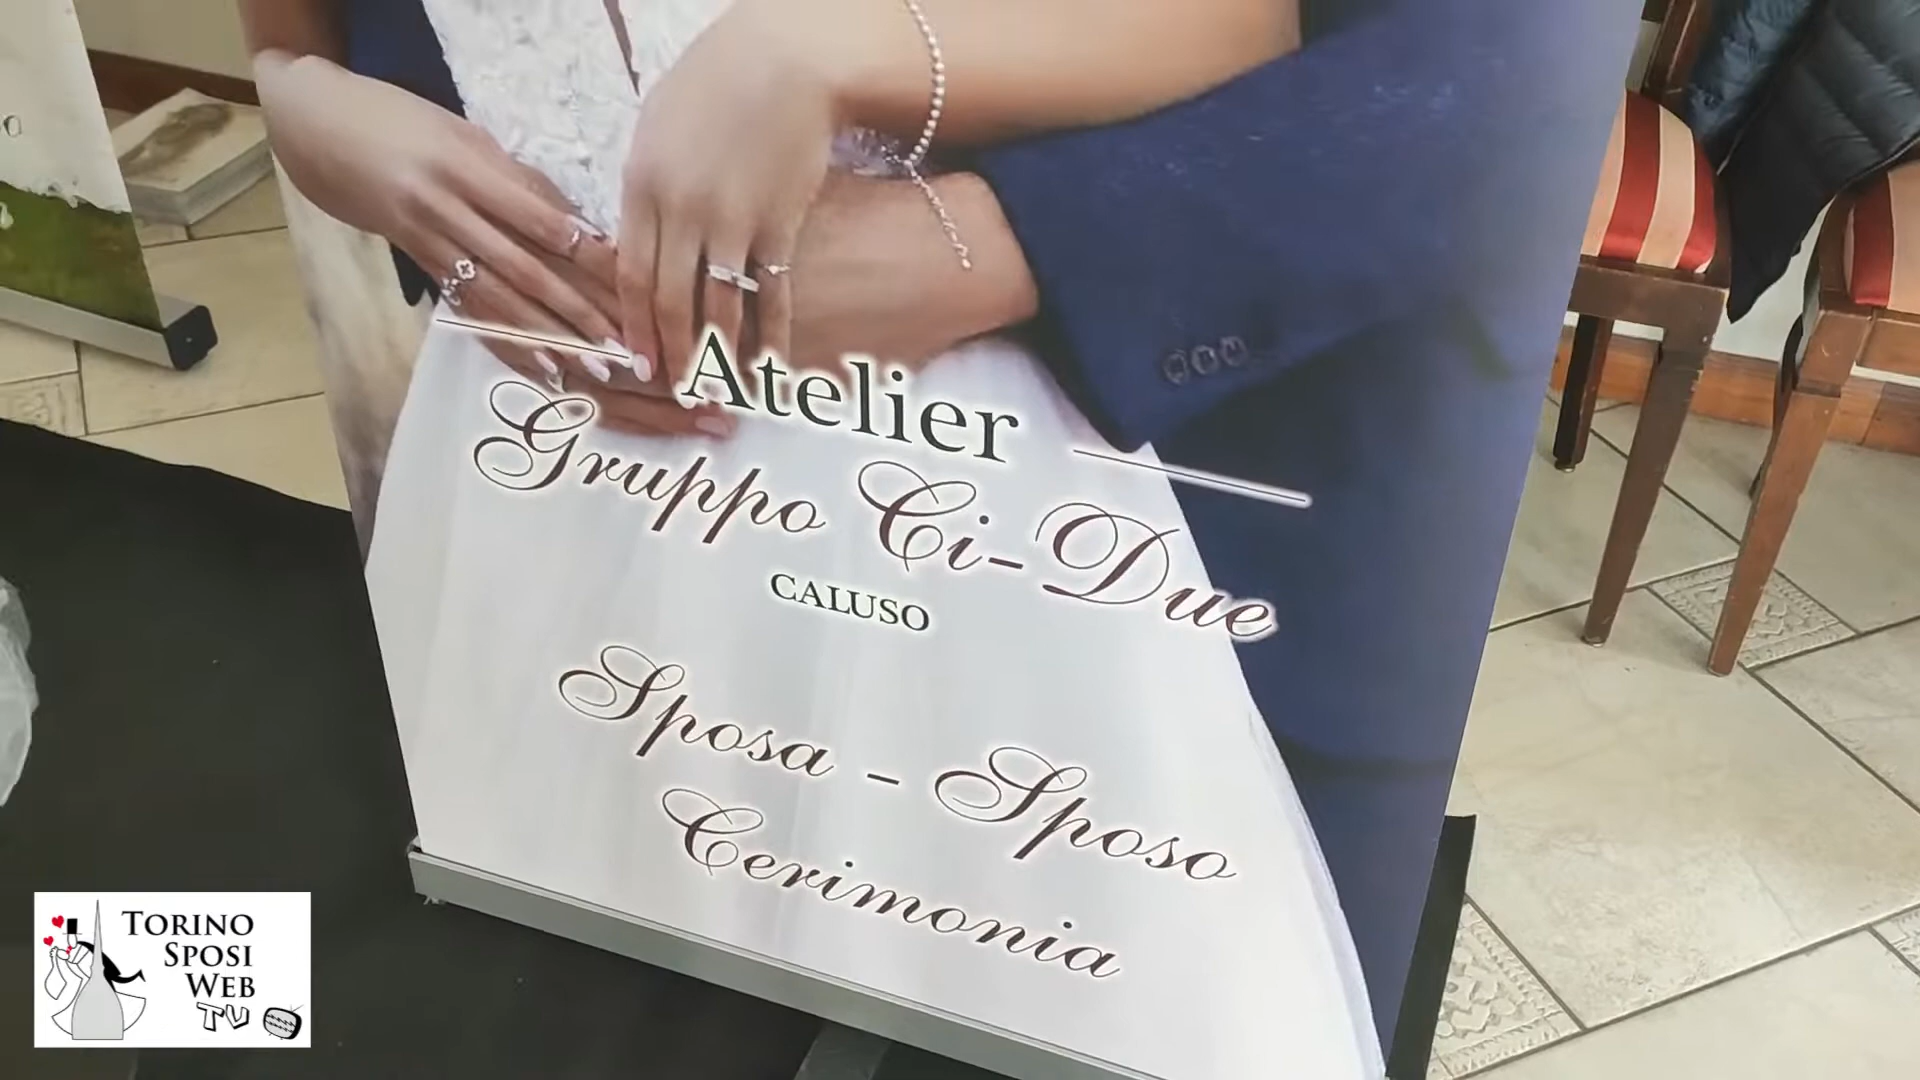 Atelier
Gruppo Ci-Due
CALUSO
Sposa - Sposo
Cerimonia
TORINO
SPOSI
WEB
TV